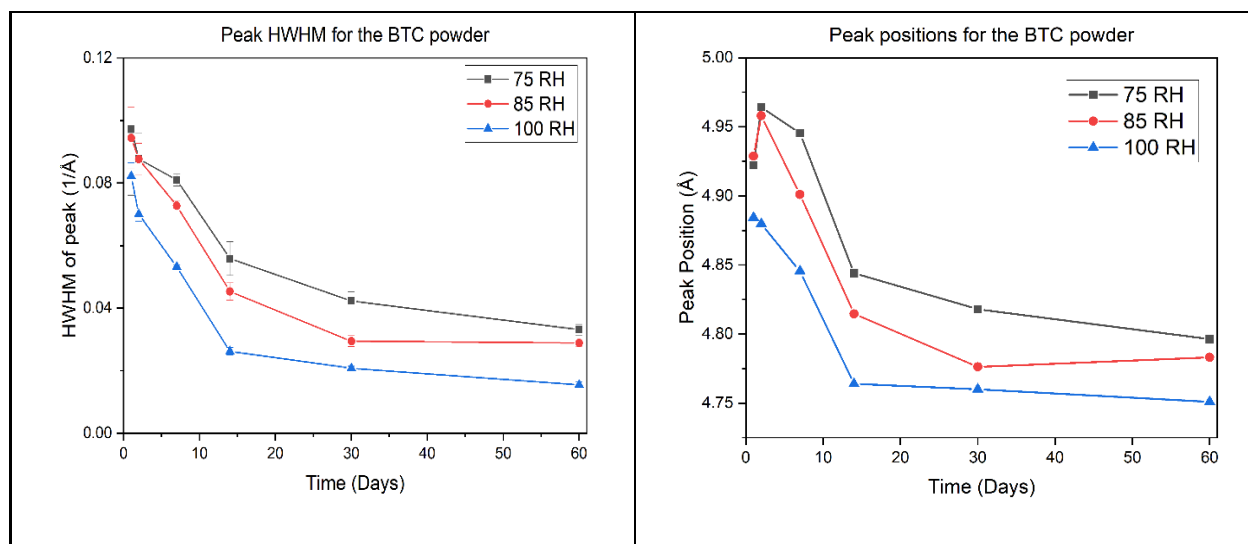 Peak HWHM for the BTC powder
0.12
0.08
0.04
0.00
HWHM of peak (1/Å)
75 RH
85 RH
100 RH
0 10 20 30 40 50 60
Time (Days)
Peak positions for the BTC powder
5.00
4.95
4.90
4.85
4.80
4.75
Peak Position (Å)
75 RH
85 RH
100 RH
0 10 20 30 40 50 60
Time (Days)